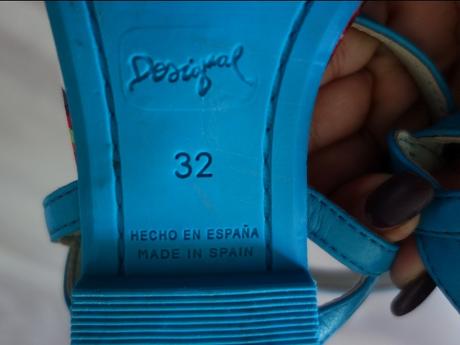 Desigual
32
HECHO EN ESPAÑA
MADE IN SPAIN